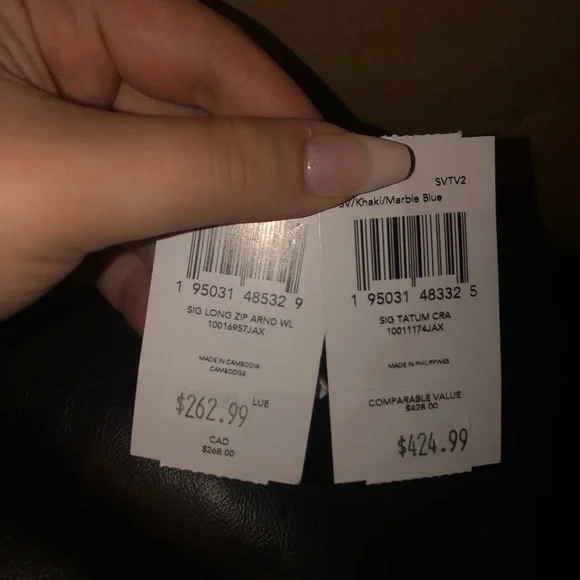 1 95031 48532 9
SIG LONG ZIP ARND WL
10016957JAX
MADE IN CAMBODIA
CAMBODGE
$262.99
LUE
CAD
$268.00
SVTV2
SV/Khaki/Marble Blue
1 95031 48332 5
SIG TATUM CRA
10011174JAX
MADE IN PHILIPPINES
COMPARABLE VALUE
$428.00
$424.99